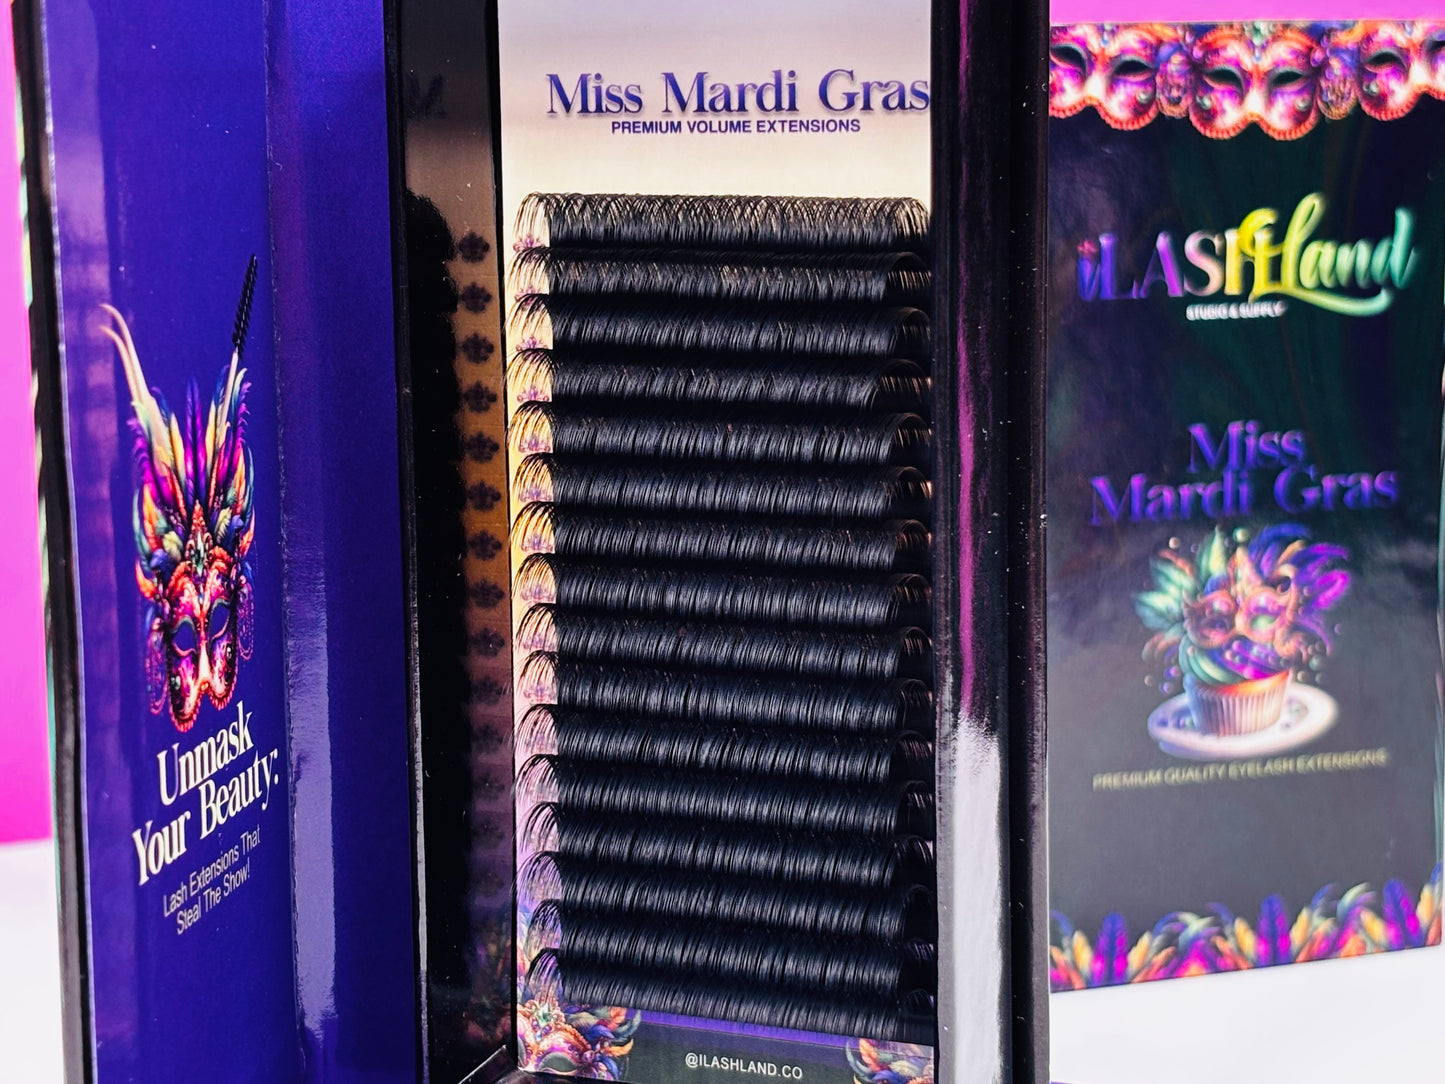 Unmask
Your Beauty:
Lash Extensions That
Steal The Show!
Miss Mardi Gras
PREMIUM VOLUME EXTENSIONS
@ILASHLAND.CO
iLASHLand
STUDIO & SUPPLY
Miss
Mardi Gras
PREMIUM QUALITY EYELASH EXTENSIONS